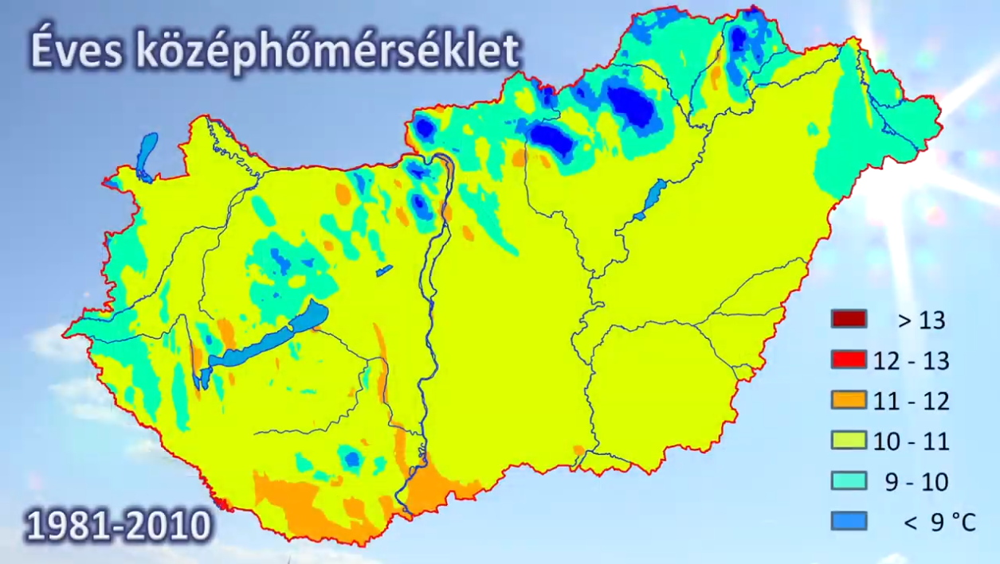 Éves középhőmérséklet
> 13
12 - 13
11 - 12
10 - 11
9 - 10
< 9 °C
1981-2010